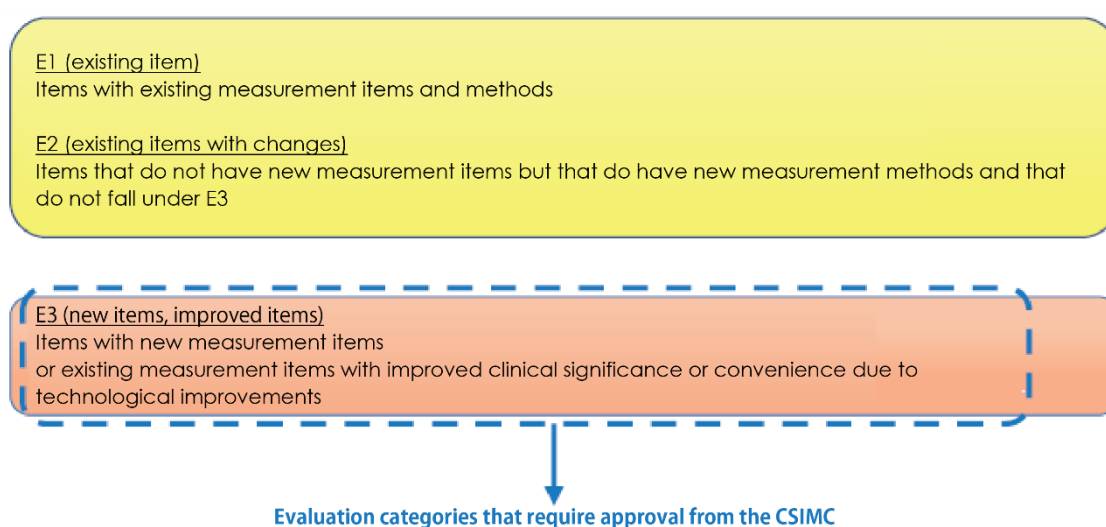 E1 (existing item)
Items with existing measurement items and methods
E2 (existing items with changes)
Items that do not have new measurement items but that do have new measurement methods and that
do not fall under E3
E3 (new items, improved items)
Items with new measurement items
or existing measurement items with improved clinical significance or convenience due to
technological improvements
Evaluation categories that require approval from the CSIMC